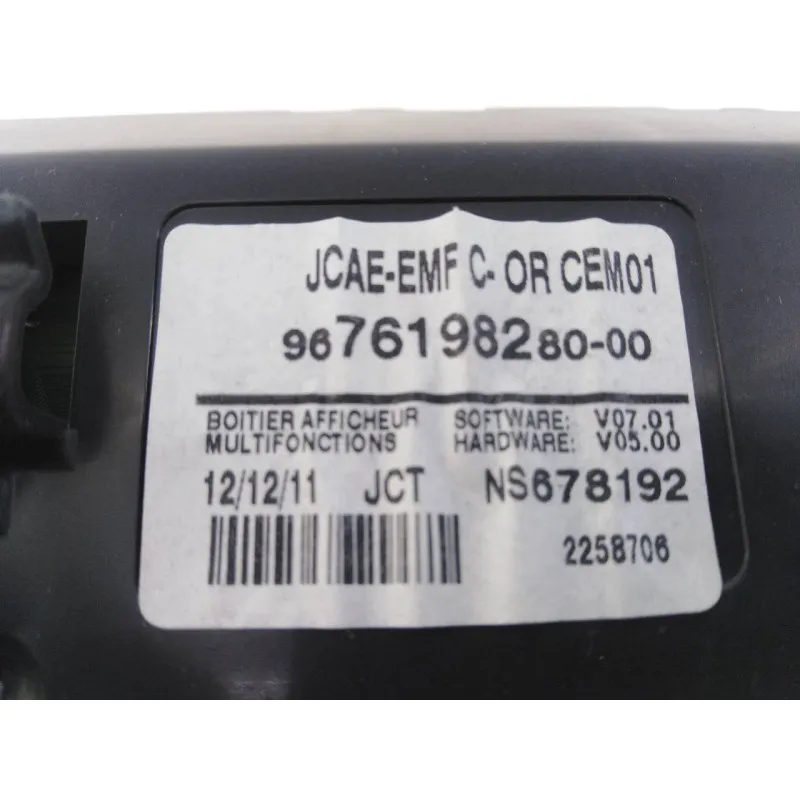 JCAE-EMF C- OR CEM01
9676198280-00
BOITIER AFFICHEUR SOFTWARE: V07.01
MULTIFONCTIONS HARDWARE: V05.00
12/12/11 JCT NS678192
2258706